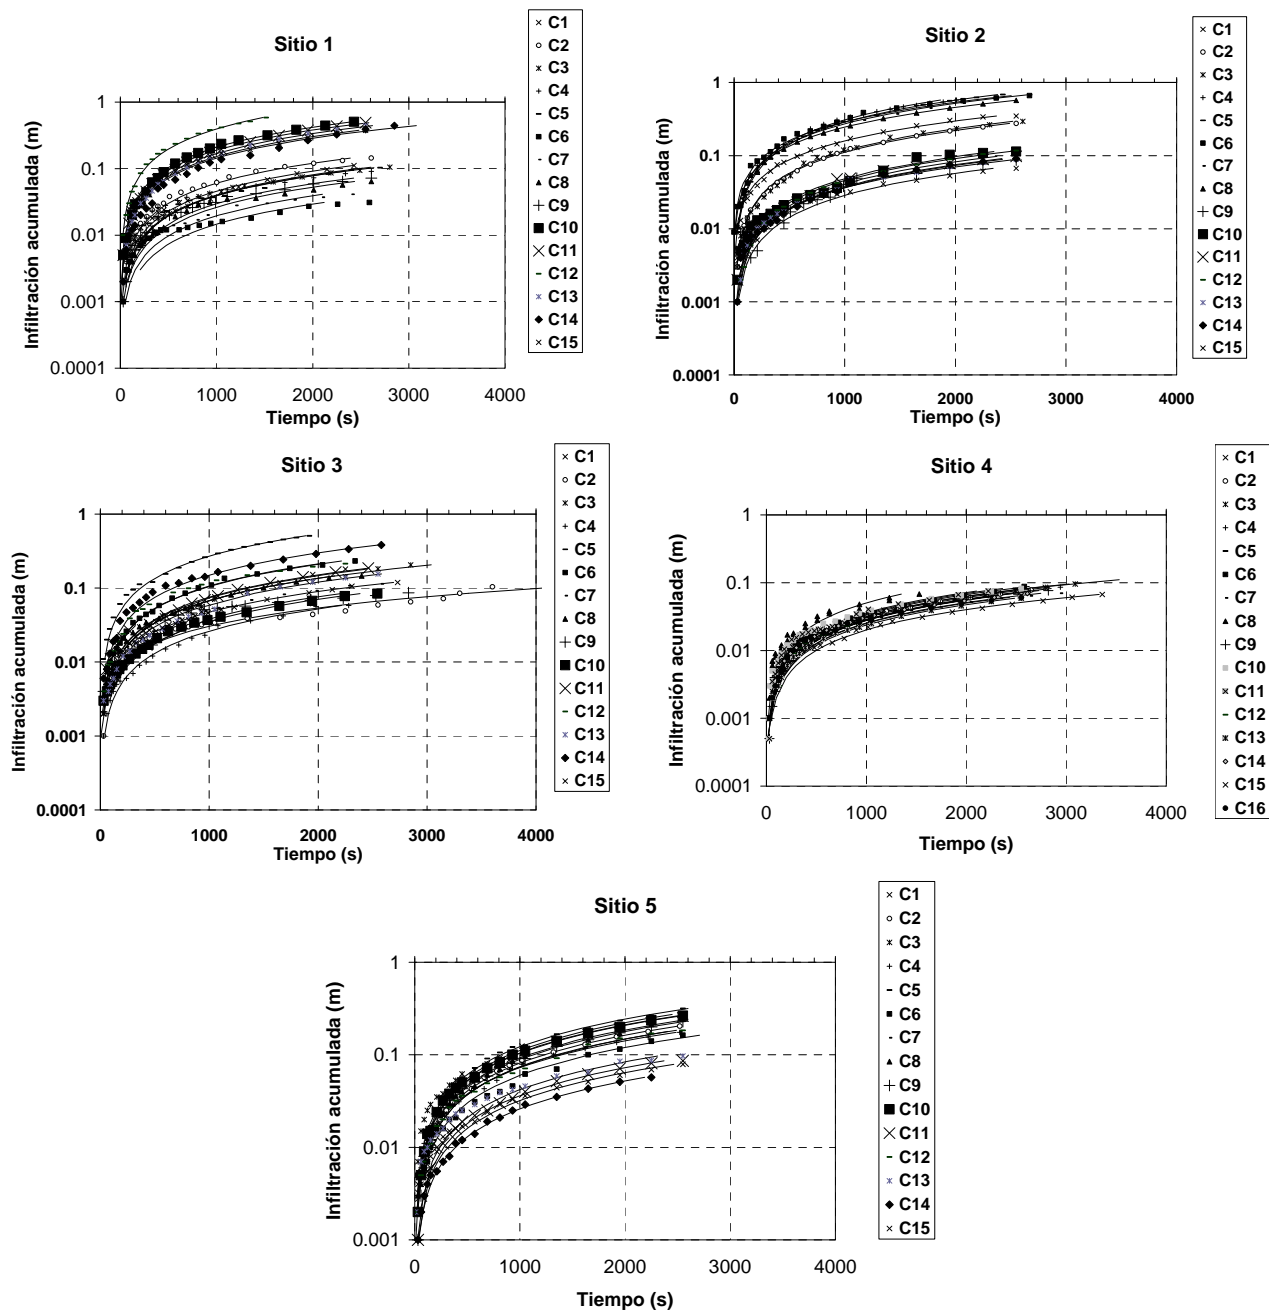 Sitio 1
Infiltración acumulada (m)
1
0.1
0.01
0.001
0.0001
0
1000
2000
3000
4000
Tiempo (s)
C1
C2
C3
C4
C5
C6
C7
C8
C9
C10
C11
C12
C13
C14
C15
Sitio 2
Infiltración acumulada (m)
1
0.1
0.01
0.001
0.0001
0
1000
2000
3000
4000
Tiempo (s)
C1
C2
C3
C4
C5
C6
C7
C8
C9
C10
C11
C12
C13
C14
C15
Sitio 3
Infiltración acumulada (m)
1
0.1
0.01
0.001
0.0001
0
1000
2000
3000
4000
Tiempo (s)
C1
C2
C3
C4
C5
C6
C7
C8
C9
C10
C11
C12
C13
C14
C15
Sitio 4
Infiltración acumulada (m)
1
0.1
0.01
0.001
0.0001
0
1000
2000
3000
4000
Tiempo (s)
C1
C2
C3
C4
C5
C6
C7
C8
C9
C10
C11
C12
C13
C14
C15
C16
Sitio 5
Infiltración acumulada (m)
1
0.1
0.01
0.001
0
1000
2000
3000
4000
Tiempo (s)
C1
C2
C3
C4
C5
C6
C7
C8
C9
C10
C11
C12
C13
C14
C15